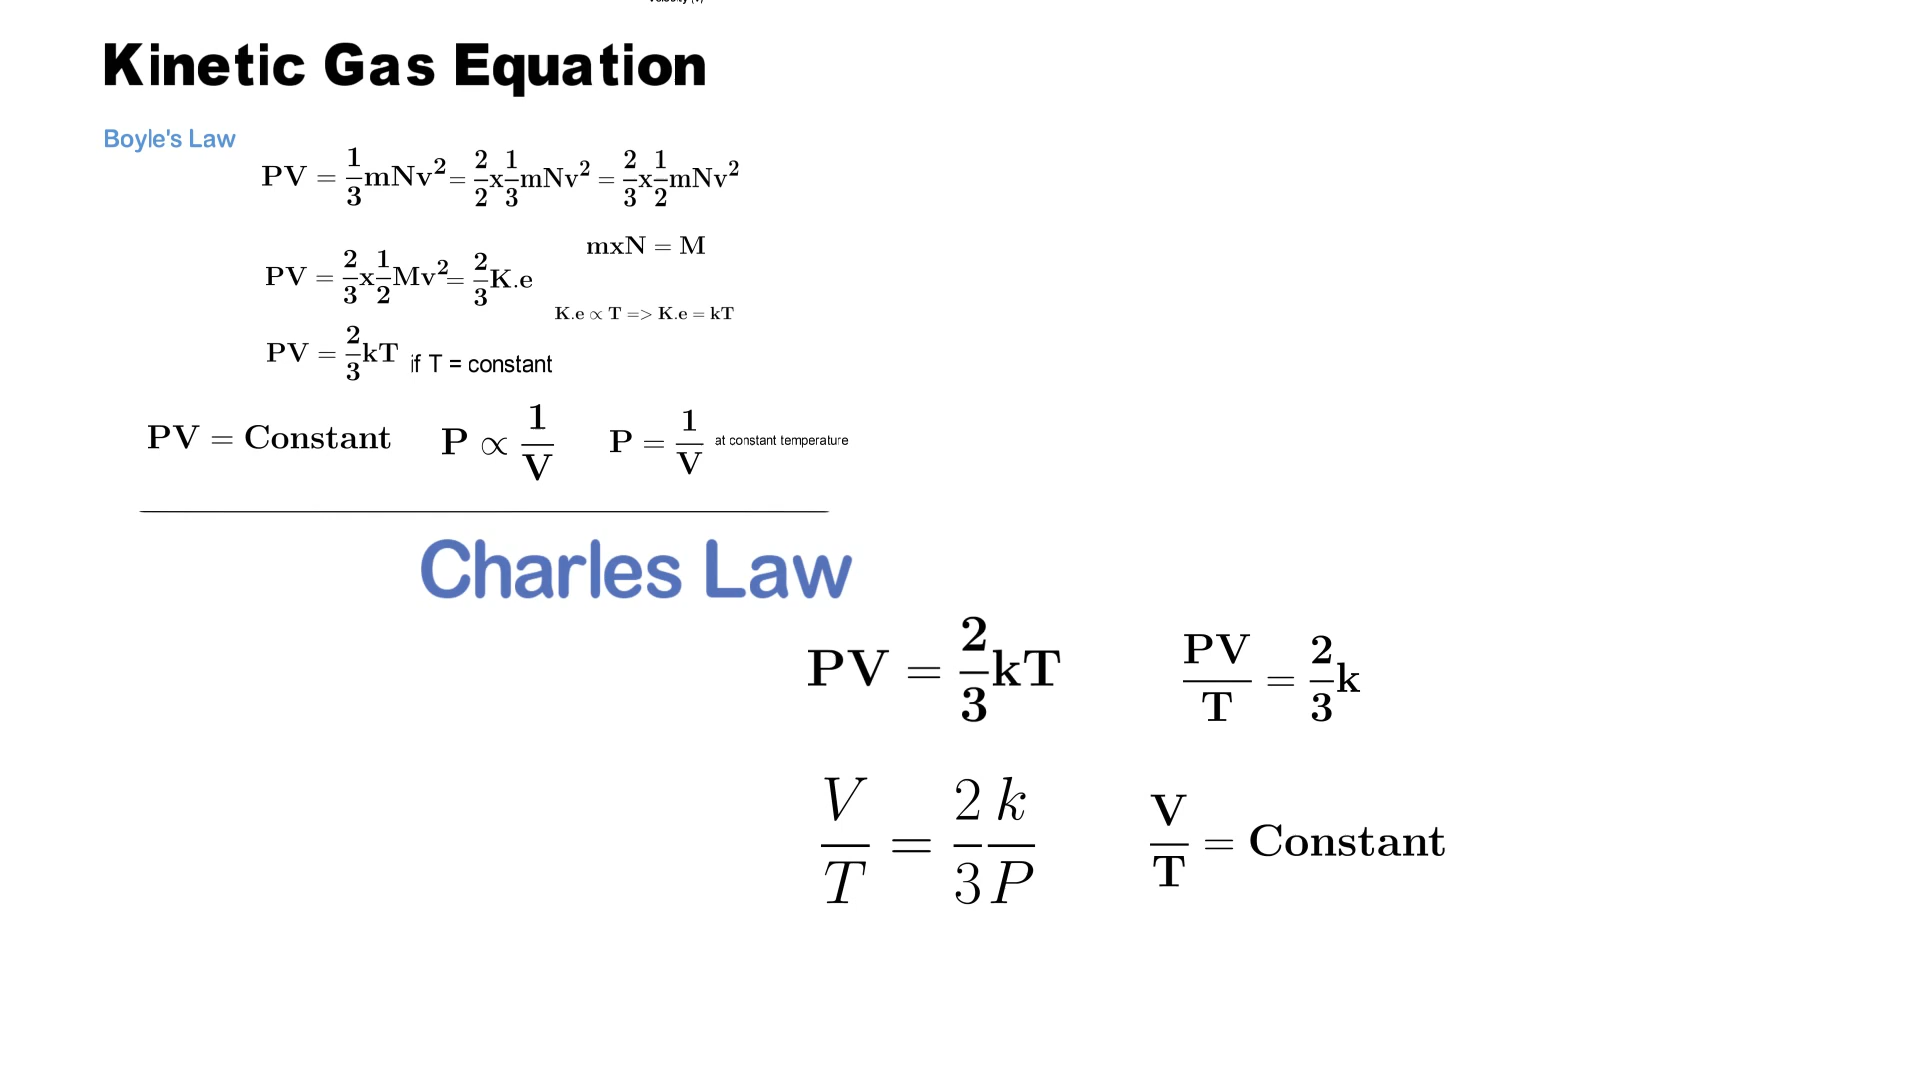 Kinetic Gas Equation
Boyle's Law
PV = 1/3 mNv² = 2/2 x 1/3 mNv² = 2/3 x 1/2 mNv²
mxN = M
PV = 2/3 x 1/2 Mv² = 2/3 K.e
K.e ∝ T => K.e = kT
PV = 2/3 kT if T = constant
PV = Constant P ∝ 1/V P = 1/V at constant temperature
Charles Law
PV = 2/3 kT PV/T = 2/3 k
V/T = 2/3 k/P V/T = Constant